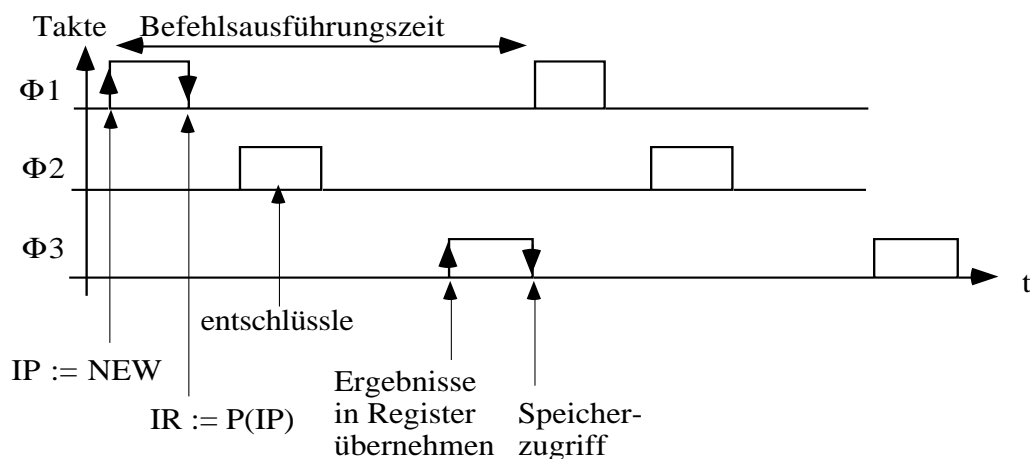 Takte
Befehlsausführungszeit
Φ1
Φ2
Φ3
t
entschlüssle
IP := NEW
IR := P(IP)
Ergebnisse
in Register
übernehmen
Speicher-
zugriff